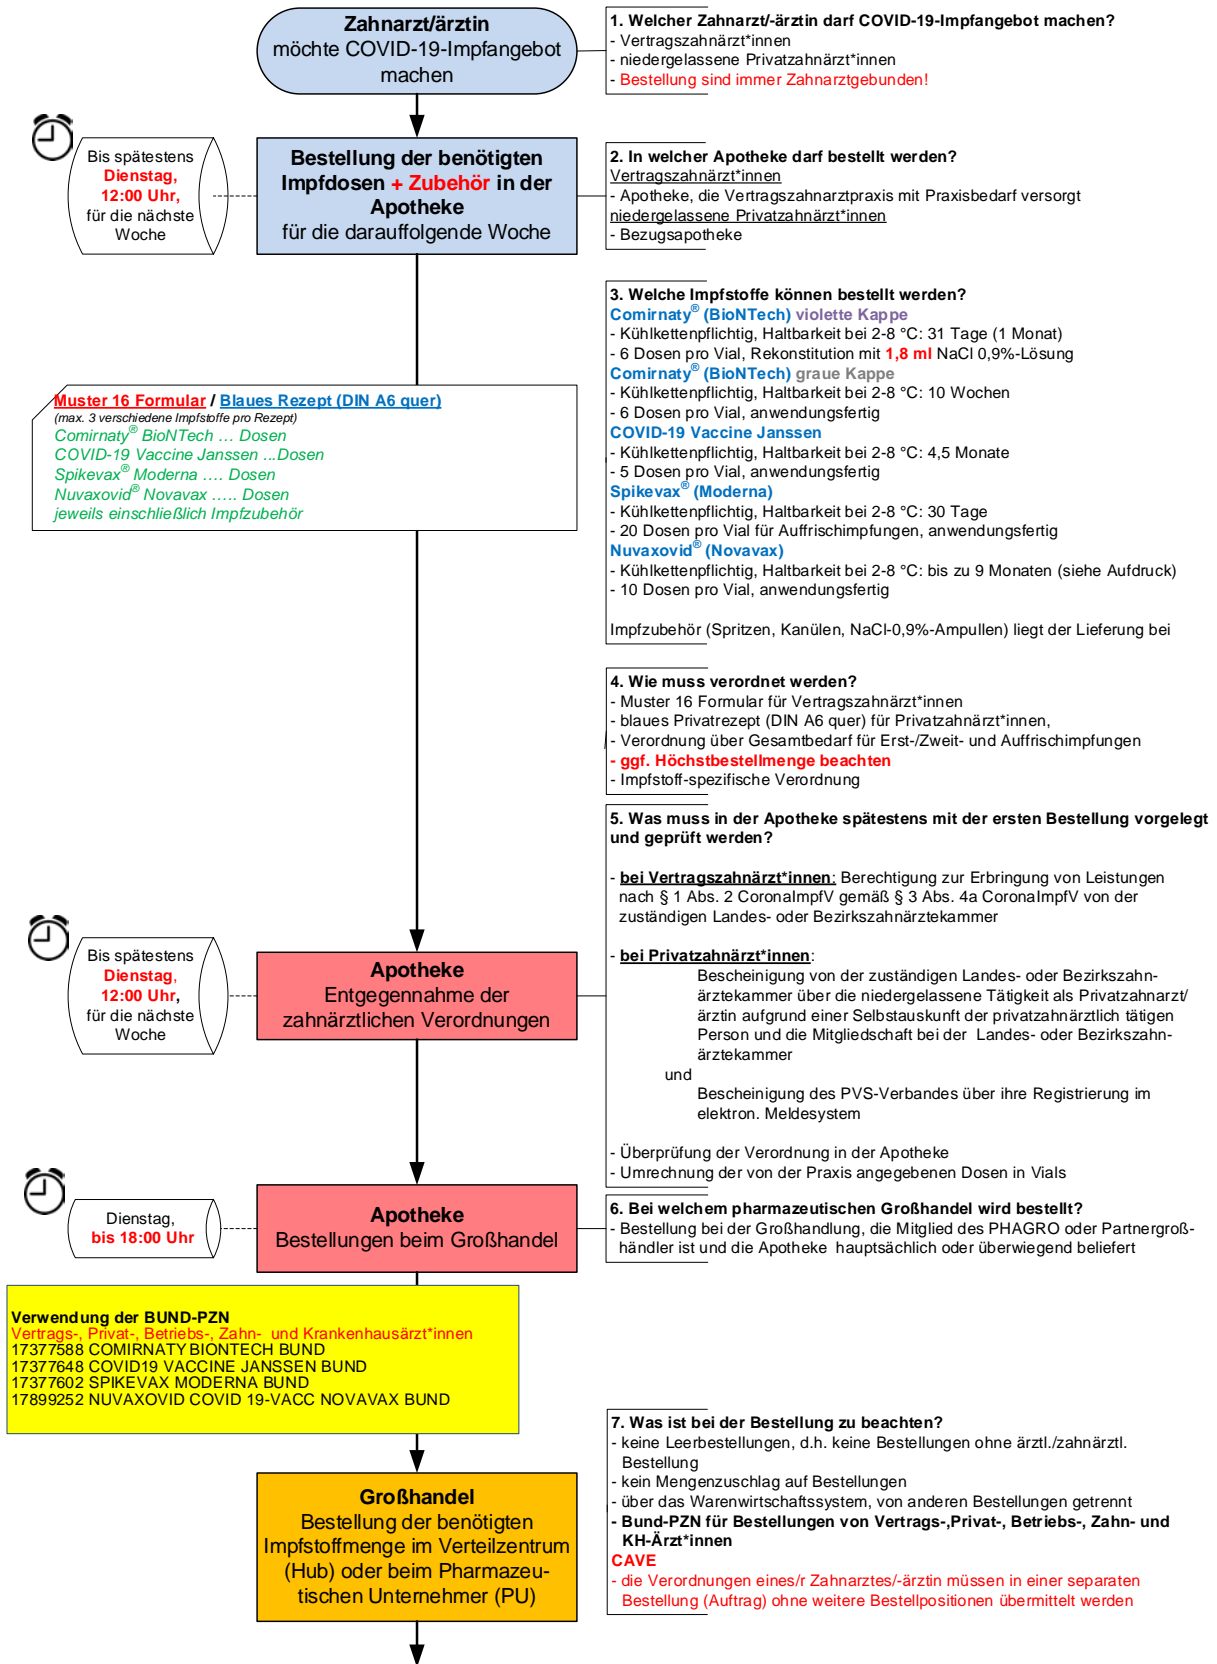 Zahnarzt/ärztin
möchte COVID-19-Impfangebot
machen
1. Welcher Zahnarzt/-ärztin darf COVID-19-Impfangebot machen?
- Vertragszahnärzt*innen
- niedergelassene Privatzahnärzt*innen
- Bestellung sind immer Zahnarztgebunden!
Bis spätestens
Dienstag,
12:00 Uhr,
für die nächste
Woche
Bestellung der benötigten
Impfdosen + Zubehör in der
Apotheke
für die darauffolgende Woche
2. In welcher Apotheke darf bestellt werden?
Vertragszahnärzt*innen
- Apotheke, die Vertragszahnarztpraxis mit Praxisbedarf versorgt
niedergelassene Privatzahnärzt*innen
- Bezugsapotheke
3. Welche Impfstoffe können bestellt werden?
Comirnaty® (BioNTech) violette Kappe
- Kühlkettenpflichtig, Haltbarkeit bei 2-8 °C: 31 Tage (1 Monat)
- 6 Dosen pro Vial, Rekonstitution mit 1,8 ml NaCl 0,9%-Lösung
Comirnaty® (BioNTech) graue Kappe
- Kühlkettenpflichtig, Haltbarkeit bei 2-8 °C: 10 Wochen
- 6 Dosen pro Vial, anwendungsfertig
COVID-19 Vaccine Janssen
- Kühlkettenpflichtig, Haltbarkeit bei 2-8 °C: 4,5 Monate
- 5 Dosen pro Vial, anwendungsfertig
Spikevax® (Moderna)
- Kühlkettenpflichtig, Haltbarkeit bei 2-8 °C: 30 Tage
- 20 Dosen pro Vial für Auffrischimpfungen, anwendungsfertig
Nuvaxovid® (Novavax)
- Kühlkettenpflichtig, Haltbarkeit bei 2-8 °C: bis zu 9 Monaten (siehe Aufdruck)
- 10 Dosen pro Vial, anwendungsfertig
Impfzubehör (Spritzen, Kanülen, NaCl-0,9%-Ampullen) liegt der Lieferung bei
Muster 16 Formular / Blaues Rezept (DIN A6 quer)
(max. 3 verschiedene Impfstoffe pro Rezept)
Comirnaty® BioNTech ... Dosen
COVID-19 Vaccine Janssen ...Dosen
Spikevax® Moderna .... Dosen
Nuvaxovid® Novavax ..... Dosen
jeweils einschließlich Impfzubehör
4. Wie muss verordnet werden?
- Muster 16 Formular für Vertragszahnärzt*innen
- blaues Privatrezept (DIN A6 quer) für Privatzahnärzt*innen,
- Verordnung über Gesamtbedarf für Erst-/Zweit- und Auffrischimpfungen
- ggf. Höchstbestellmenge beachten
- Impfstoff-spezifische Verordnung
5. Was muss in der Apotheke spätestens mit der ersten Bestellung vorgelegt
und geprüft werden?
- bei Vertragszahnärzt*innen: Berechtigung zur Erbringung von Leistungen
nach § 1 Abs. 2 CoronaImpfV gemäß § 3 Abs. 4a CoronaImpfV von der
zuständigen Landes- oder Bezirkszahnärztekammer
- bei Privatzahnärzt*innen:
Bescheinigung von der zuständigen Landes- oder Bezirkszahn-
ärztekammer über die niedergelassene Tätigkeit als Privatzahnarzt/
ärztin aufgrund einer Selbstauskunft der privatzahnärztlich tätigen
Person und die Mitgliedschaft bei der Landes- oder Bezirkszahn-
ärztekammer
und
Bescheinigung des PVS-Verbandes über ihre Registrierung im
elektron. Meldesystem
- Überprüfung der Verordnung in der Apotheke
- Umrechnung der von der Praxis angegebenen Dosen in Vials
Bis spätestens
Dienstag,
12:00 Uhr,
für die nächste
Woche
Apotheke
Entgegennahme der
zahnärztlichen Verordnungen
Dienstag,
bis 18:00 Uhr
Apotheke
Bestellungen beim Großhandel
6. Bei welchem pharmazeutischen Großhandel wird bestellt?
- Bestellung bei der Großhandlung, die Mitglied des PHAGRO oder Partnergroß-
händler ist und die Apotheke hauptsächlich oder überwiegend beliefert
Verwendung der BUND-PZN
Vertrags-, Privat-, Betriebs-, Zahn- und Krankenhausärzt*innen
17377588 COMIRNATY BIONTECH BUND
17377648 COVID19 VACCINE JANSSEN BUND
17377602 SPIKEVAX MODERNA BUND
17899252 NUVAXOVID COVID 19-VACC NOVAVAX BUND
7. Was ist bei der Bestellung zu beachten?
- keine Leerbestellungen, d.h. keine Bestellungen ohne ärztl./zahnärztl.
Bestellung
- kein Mengenzuschlag auf Bestellungen
- über das Warenwirtschaftssystem, von anderen Bestellungen getrennt
- Bund-PZN für Bestellungen von Vertrags-,Privat-, Betriebs-, Zahn- und
KH-Ärzt*innen
CAVE
- die Verordnungen eines/r Zahnarztes/-ärztin müssen in einer separaten
Bestellung (Auftrag) ohne weitere Bestellpositionen übermittelt werden
Großhandel
Bestellung der benötigten
Impfstoffmenge im Verteilzentrum
(Hub) oder beim Pharmazeu-
tischen Unternehmer (PU)